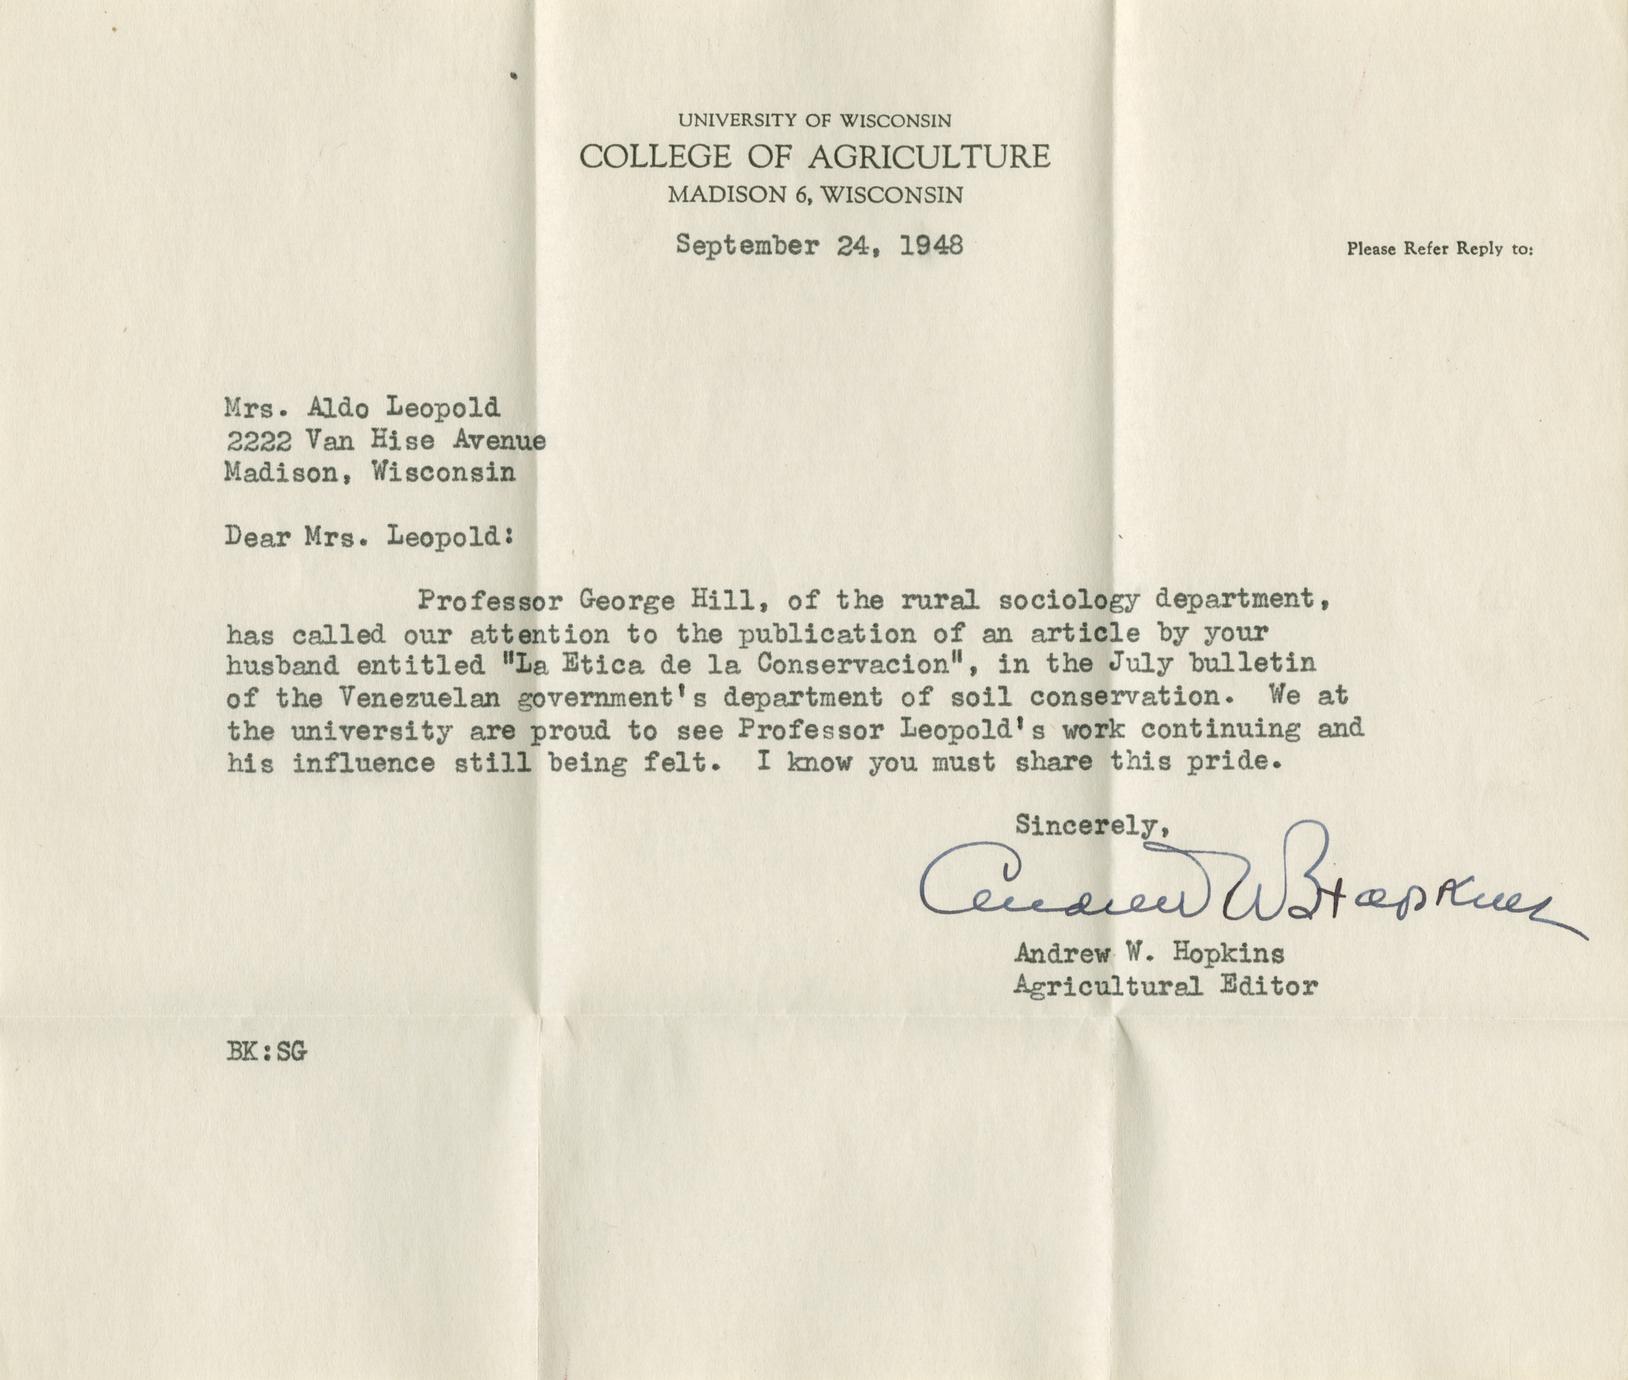 UNIVERSITY OF WISCONSIN
COLLEGE OF AGRICULTURE
MADISON 6, WISCONSIN
September 24, 1948
Please Refer Reply to:
Mrs. Aldo Leopold
2222 Van Hise Avenue
Madison, Wisconsin
Dear Mrs. Leopold:
Professor George Hill, of the rural sociology department,
has called our attention to the publication of an article by your
husband entitled "La Etica de la Conservacion", in the July bulletin
of the Venezuelan government's department of soil conservation. We at
the university are proud to see Professor Leopold's work continuing and
his influence still being felt. I know you must share this pride.
Sincerely,
Andrew W Hopkins
Andrew W. Hopkins
Agricultural Editor
BK:SG